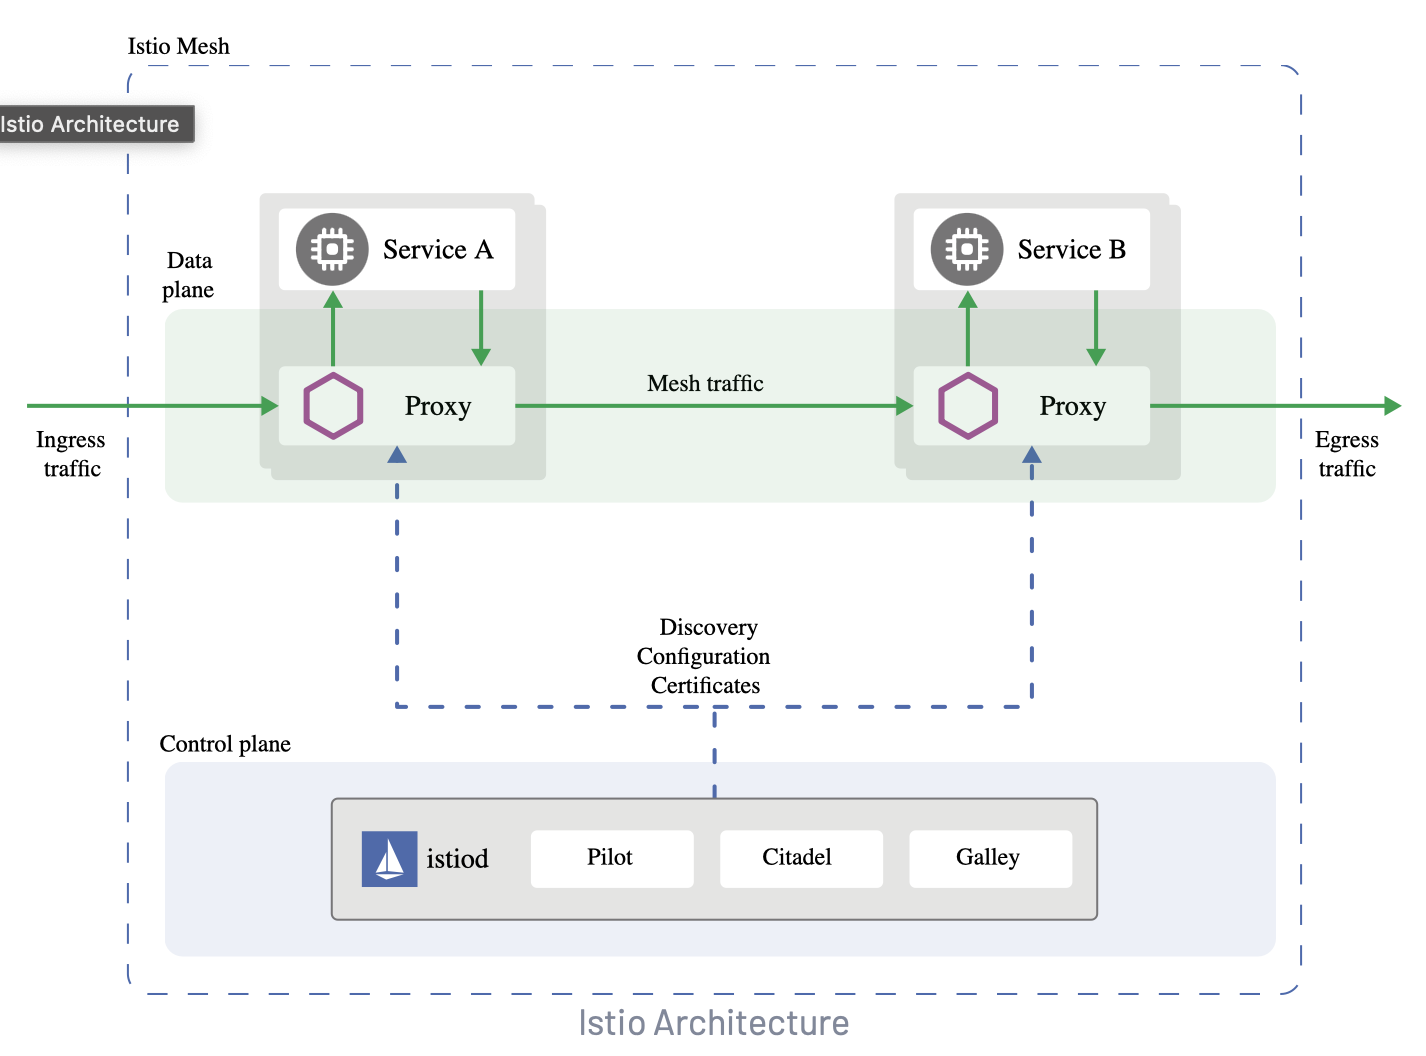 Istio Mesh
Istio Architecture
Service A
Service B
Data
plane
Mesh traffic
Proxy
Proxy
Ingress
traffic
Egress
traffic
Discovery
Configuration
Certificates
Control plane
istiod
Pilot
Citadel
Galley
Istio Architecture